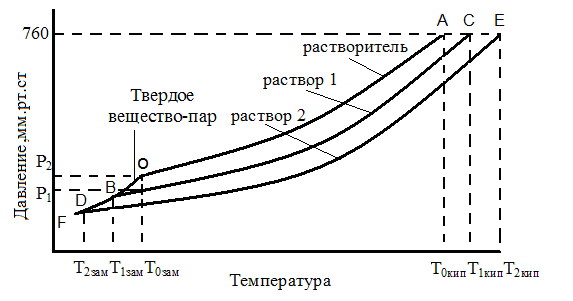 A C E
760
растворитель
раствор 1
Твердое
вещество-пар
раствор 2
P2
O
P1
B
D
F
Давление,мм.рт.ст
T2зам T1зам T0зам
T0кип T1кип T2кип
Температура